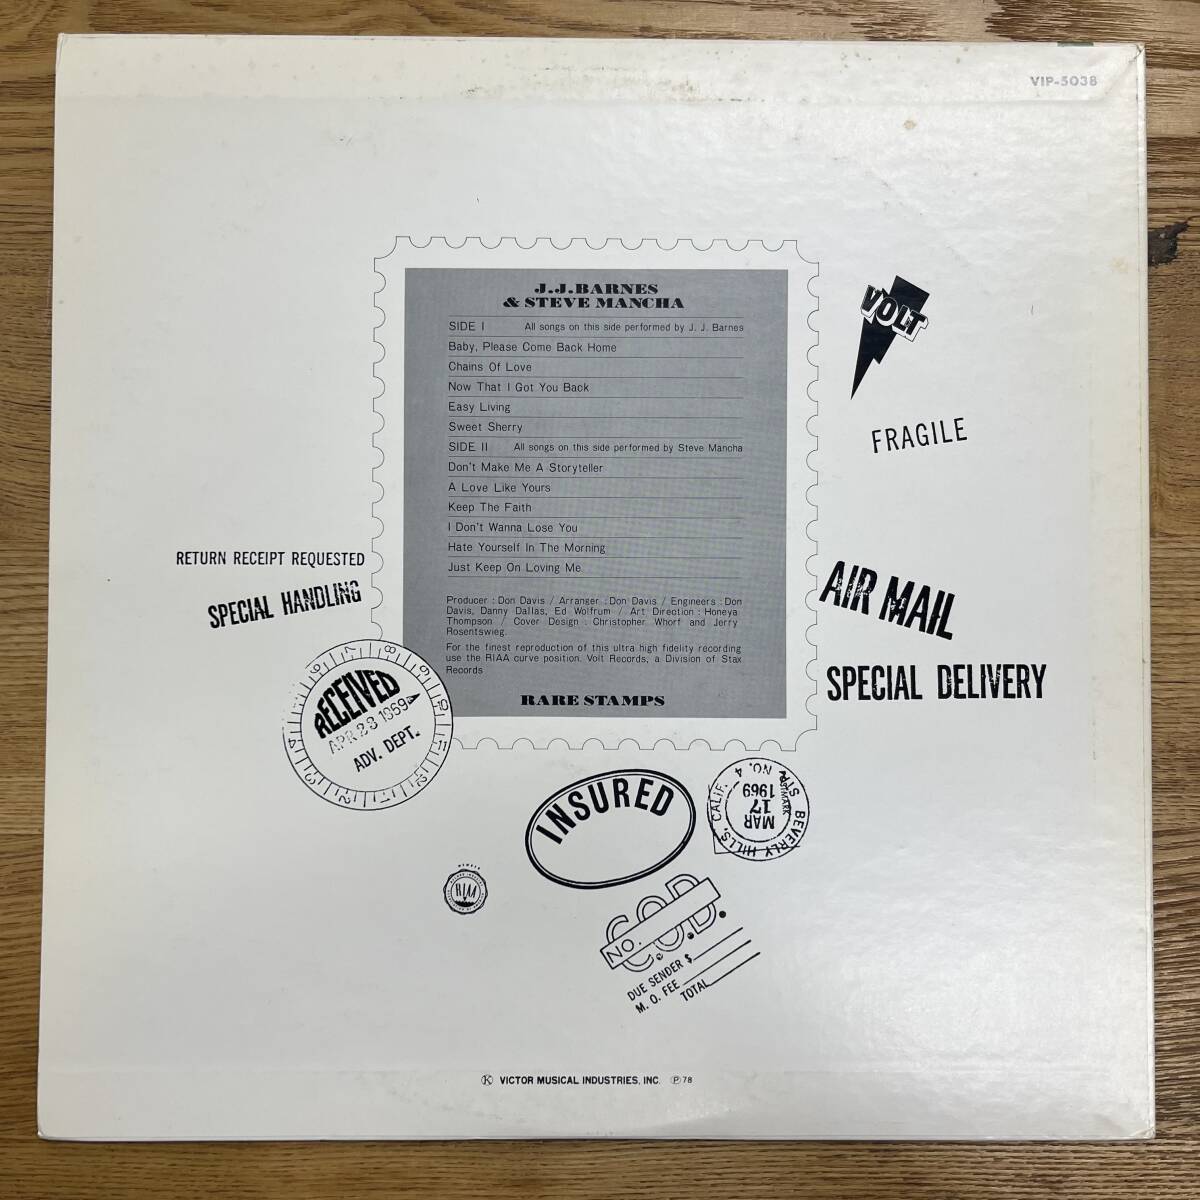 VIP-5038
J.J.BARNES
& STEVE MANCHA
SIDE I All songs on this side performed by J. J. Barnes
Baby, Please Come Back Home
Chains Of Love
Now That I Got You Back
Easy Living
Sweet Sherry
SIDE II All songs on this side performed by Steve Mancha
Don't Make Me A Storyteller
A Love Like Yours
Keep The Faith
I Don't Wanna Lose You
Hate Yourself In The Morning
Just Keep On Loving Me
Producer : Don Davis / Arranger : Don Davis / Engineers : Don
Davis, Danny Dallas, Ed Wolfrum / Art Direction : Honeya
Thompson / Cover Design : Christopher Whorf and Jerry
Rosentswieg.
For the finest reproduction of this ultra high fidelity recording
use the RIAA curve position. Volt Records, a Division of Stax
Records
RARE STAMPS
VOLT
FRAGILE
RETURN RECEIPT REQUESTED
SPECIAL HANDLING
AIR MAIL
SPECIAL DELIVERY
RECEIVED
APR 23 1969
ADV. DEPT.
INSURED
BEVERLY HILLS, CALIF.
NO. 4
MAR
17
1969
RIAA
NO.
C.O.D.
DUE SENDER $
M. O. FEE
TOTAL
Ⓚ VICTOR MUSICAL INDUSTRIES, INC. Ⓟ 78